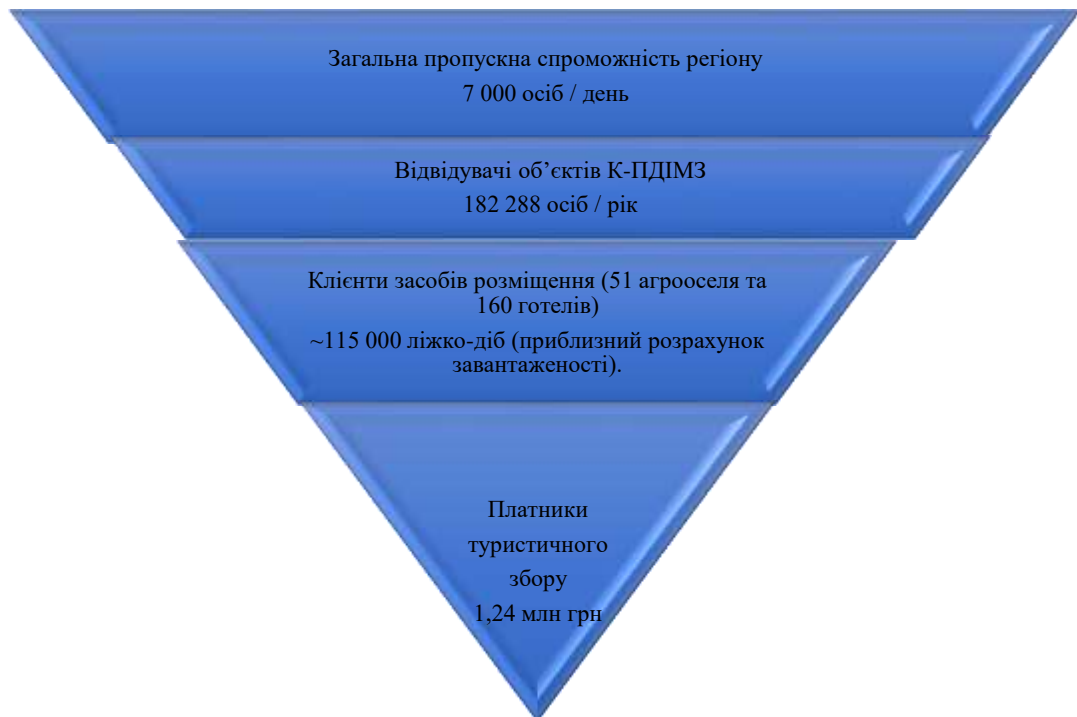 Загальна пропускна спроможність регіону
7 000 осіб / день
Відвідувачі об’єктів К-ПДІМЗ
182 288 осіб / рік
Клієнти засобів розміщення (51 агрооселя та
160 готелів)
~115 000 ліжко-діб (приблизний розрахунок
завантаженості).
Платники
туристичного
збору
1,24 млн грн